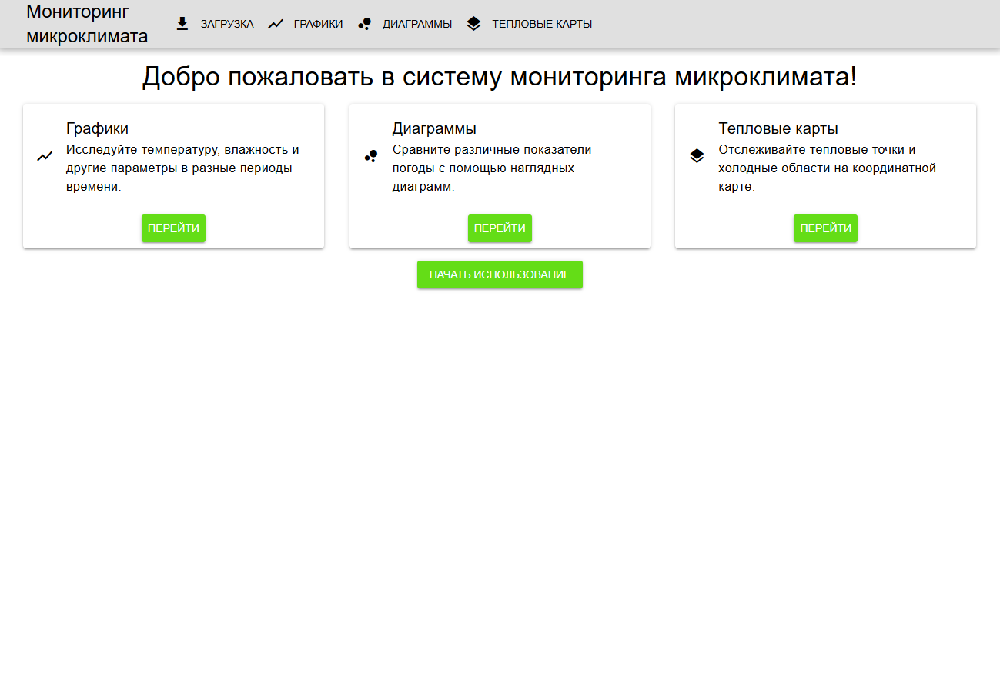 Мониторинг
микроклимата
ЗАГРУЗКА
ГРАФИКИ
ДИАГРАММЫ
ТЕПЛОВЫЕ КАРТЫ
Добро пожаловать в систему мониторинга микроклимата!
Графики
Исследуйте температуру, влажность и
другие параметры в разные периоды
времени.
ПЕРЕЙТИ
Диаграммы
Сравните различные показатели
погоды с помощью наглядных
диаграмм.
ПЕРЕЙТИ
Тепловые карты
Отслеживайте тепловые точки и
холодные области на координатной
карте.
ПЕРЕЙТИ
НАЧАТЬ ИСПОЛЬЗОВАНИЕ